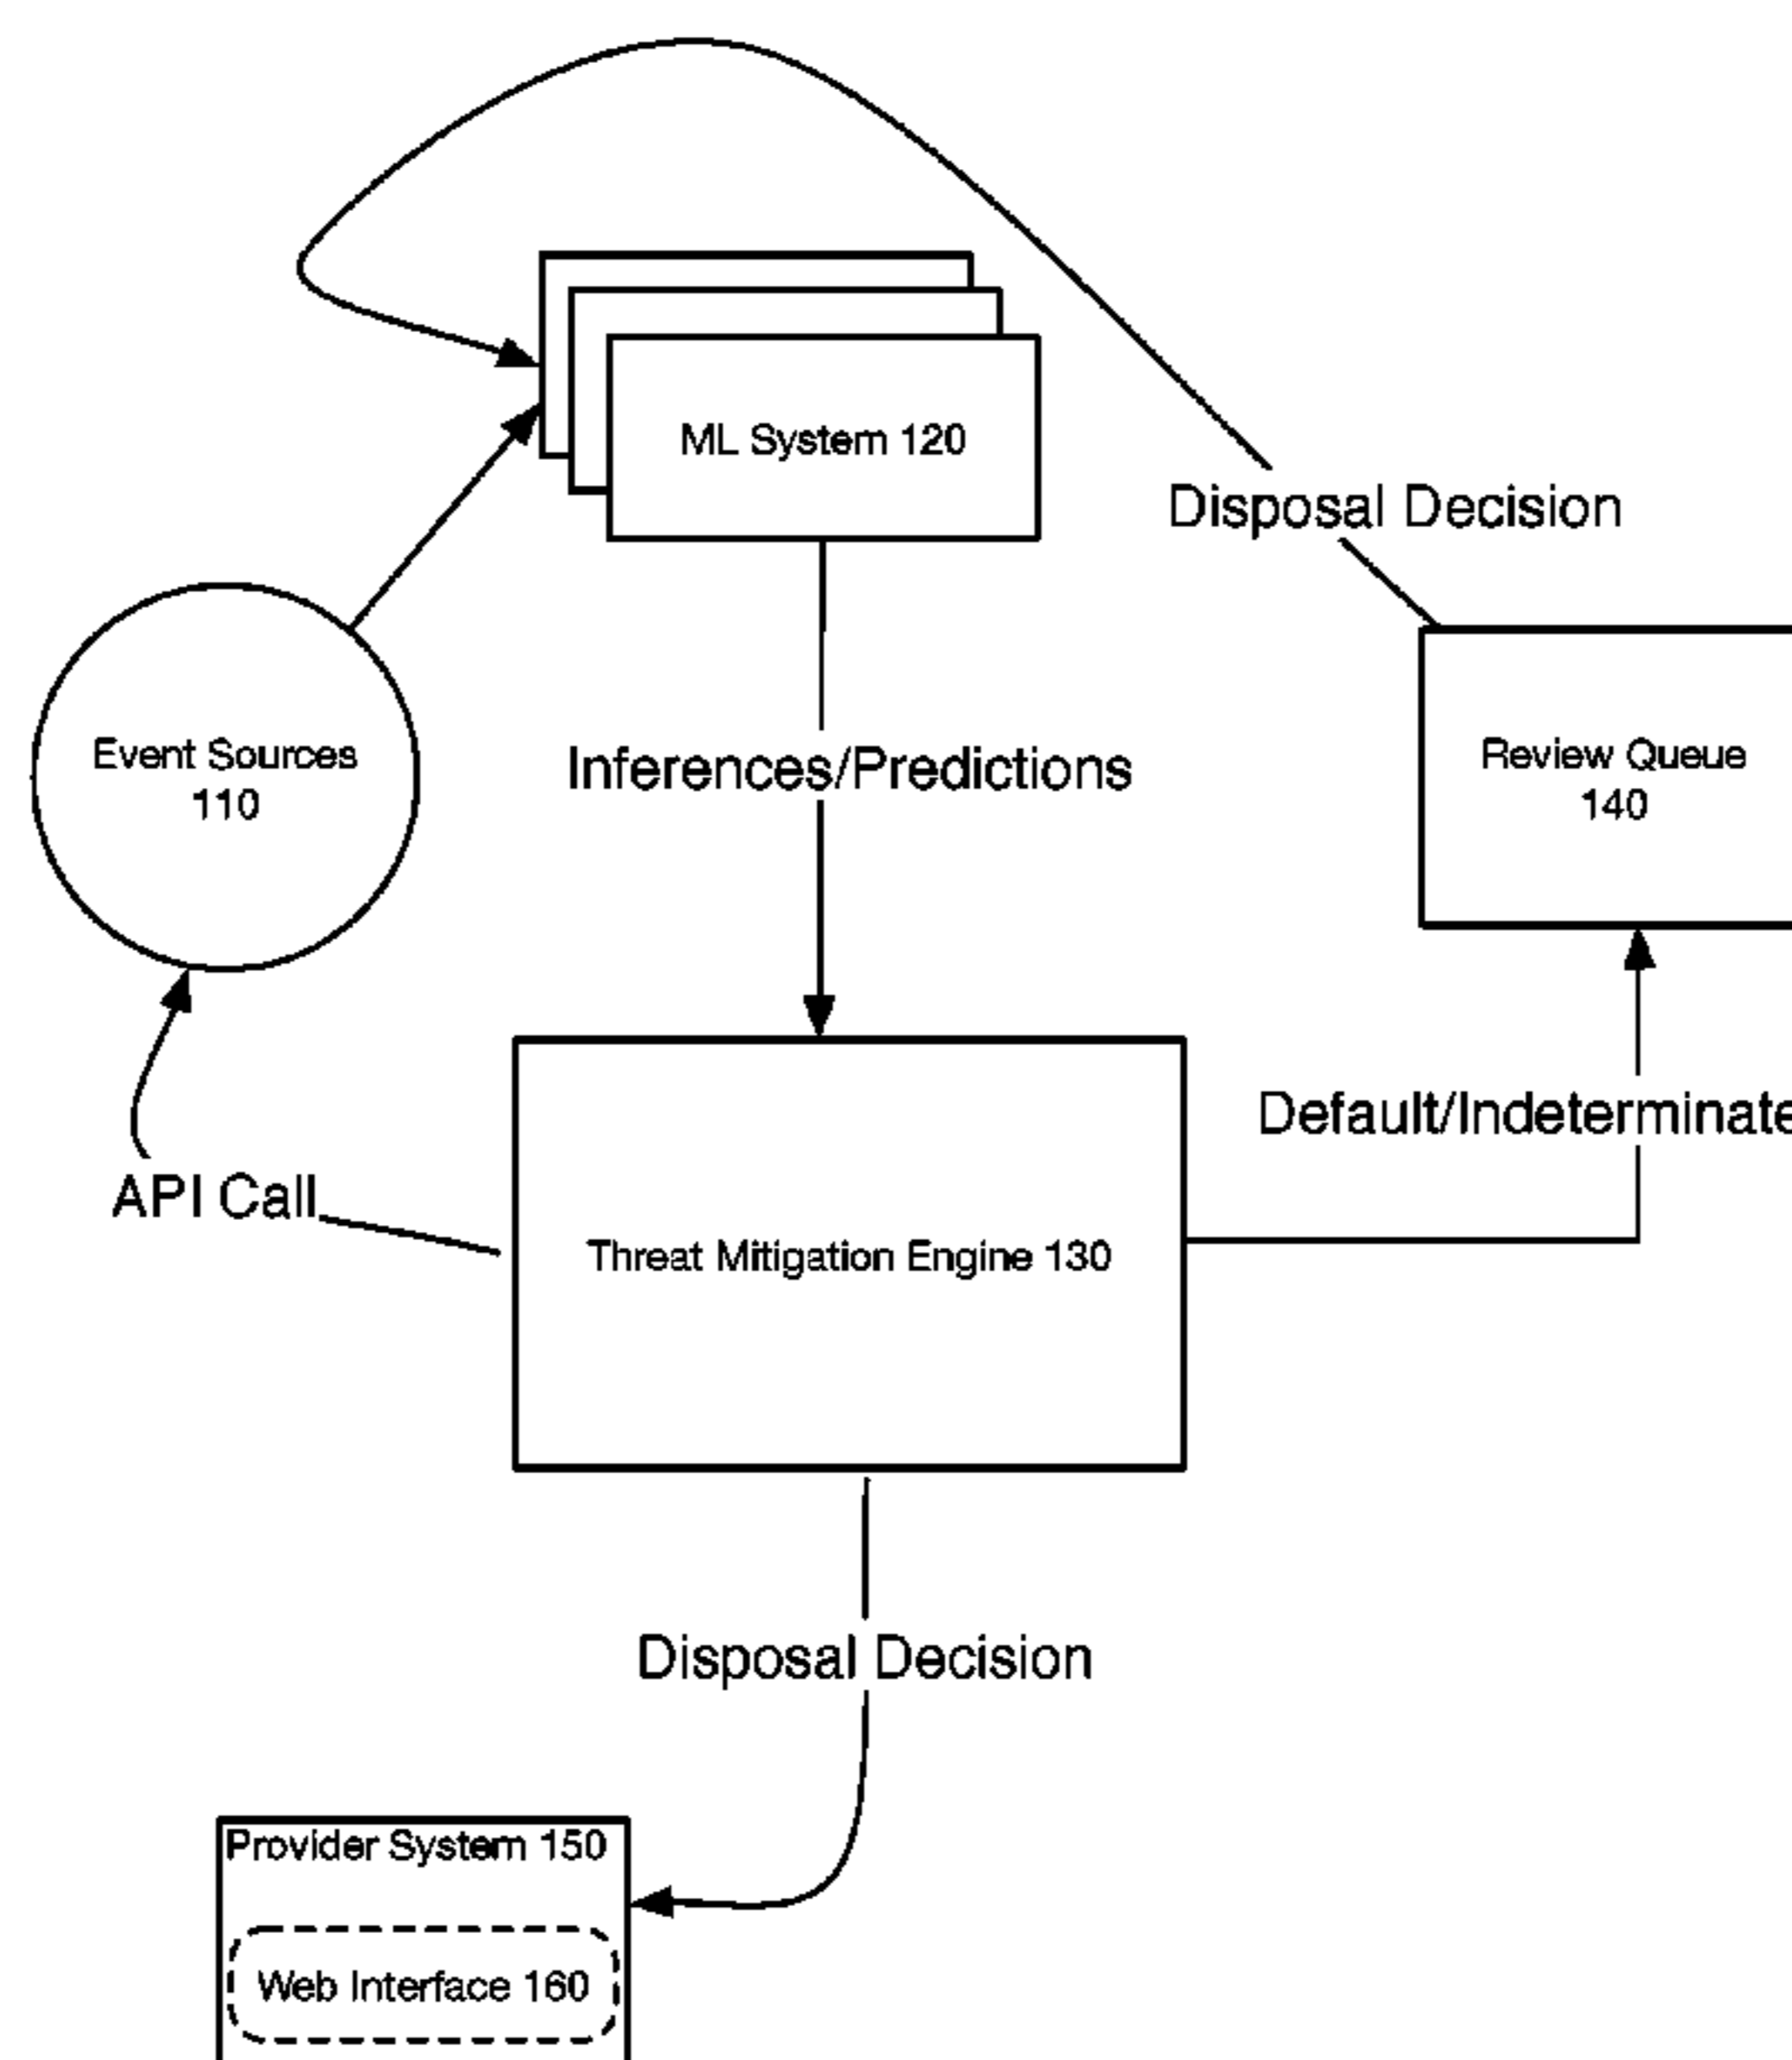 ML System 120
Disposal Decision
Event Sources
110
Inferences/Predictions
Review Queue
140
Default/Indeterminate
API Call
Threat Mitigation Engine 130
Disposal Decision
Provider System 150
Web Interface 160